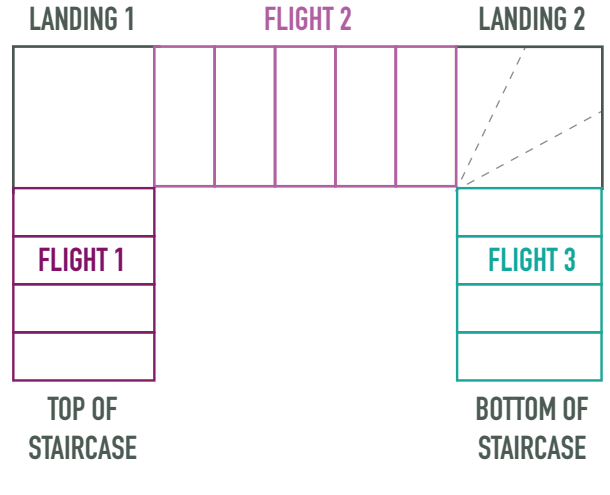 LANDING 1
FLIGHT 2
LANDING 2
FLIGHT 1
FLIGHT 3
TOP OF
STAIRCASE
BOTTOM OF
STAIRCASE